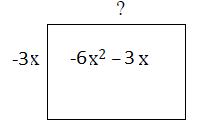 ?
-3x -6x² – 3 x